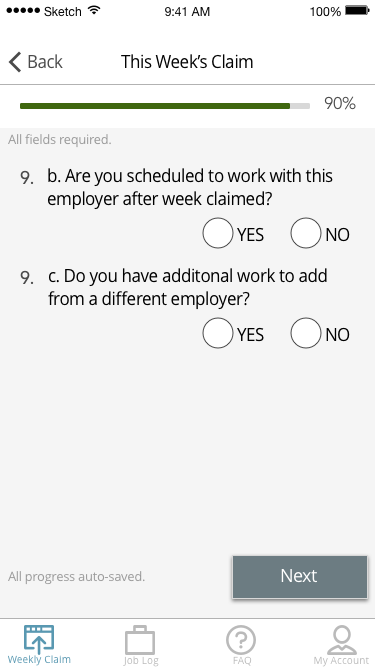 Sketch 9:41 AM 100%
Back This Week's Claim
90%
All fields required.
9. b. Are you scheduled to work with this
employer after week claimed?
YES NO
9. c. Do you have additonal work to add
from a different employer?
YES NO
All progress auto-saved. Next
Weekly Claim Job Log FAQ My Account